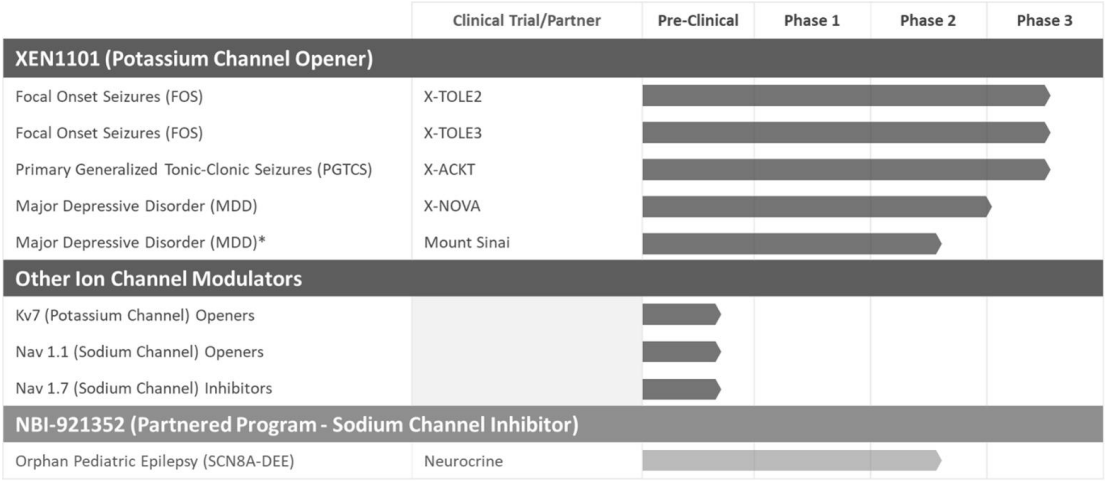 Clinical Trial/Partner Pre-Clinical Phase 1 Phase 2 Phase 3
XEN1101 (Potassium Channel Opener)
Focal Onset Seizures (FOS) X-TOLE2
Focal Onset Seizures (FOS) X-TOLE3
Primary Generalized Tonic-Clonic Seizures (PGTCS) X-ACKT
Major Depressive Disorder (MDD) X-NOVA
Major Depressive Disorder (MDD)* Mount Sinai
Other Ion Channel Modulators
Kv7 (Potassium Channel) Openers
Nav 1.1 (Sodium Channel) Openers
Nav 1.7 (Sodium Channel) Inhibitors
NBI-921352 (Partnered Program - Sodium Channel Inhibitor)
Orphan Pediatric Epilepsy (SCN8A-DEE) Neurocrine